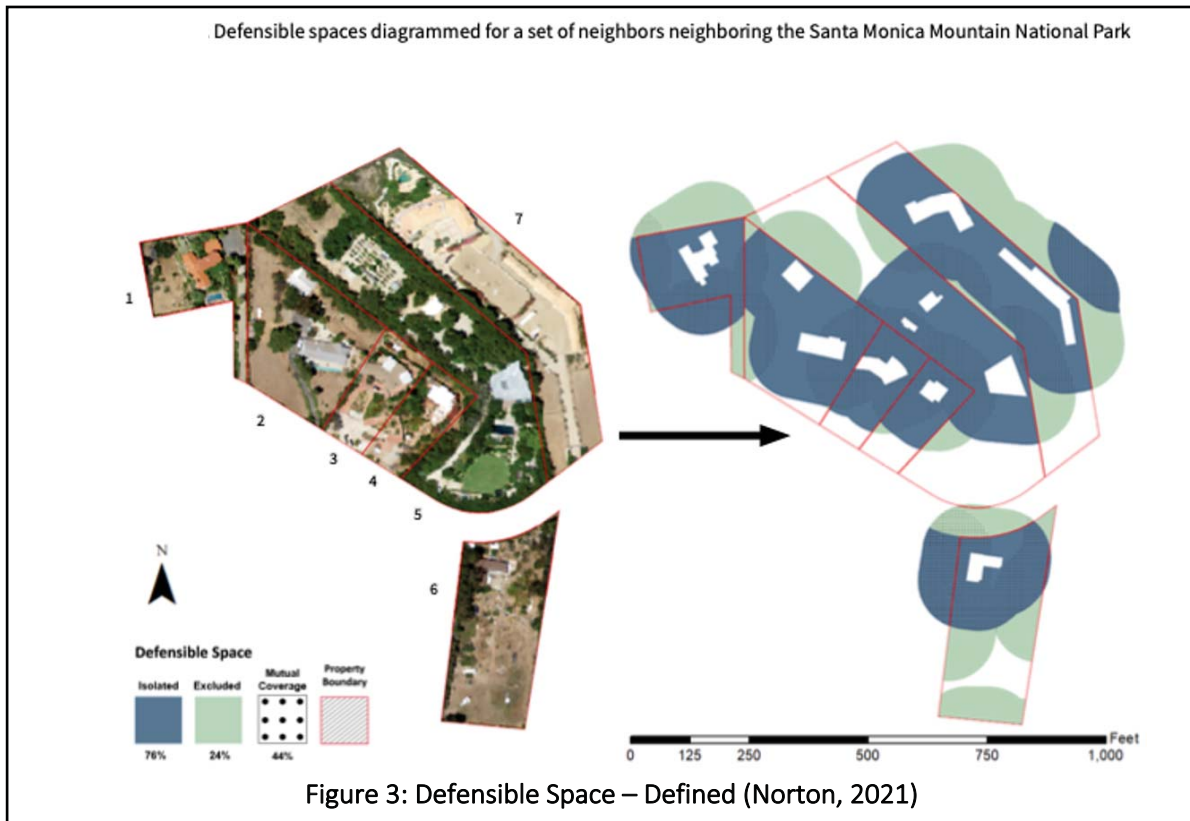 . Defensible spaces diagrammed for a set of neighbors neighboring the Santa Monica Mountain National Park
1
2
3
4
5
6
7
N
Defensible Space
Isolated Excluded Mutual Coverage Property Boundary
76% 24% 44%
Feet
0 125 250 500 750 1,000
Figure 3: Defensible Space – Defined (Norton, 2021)